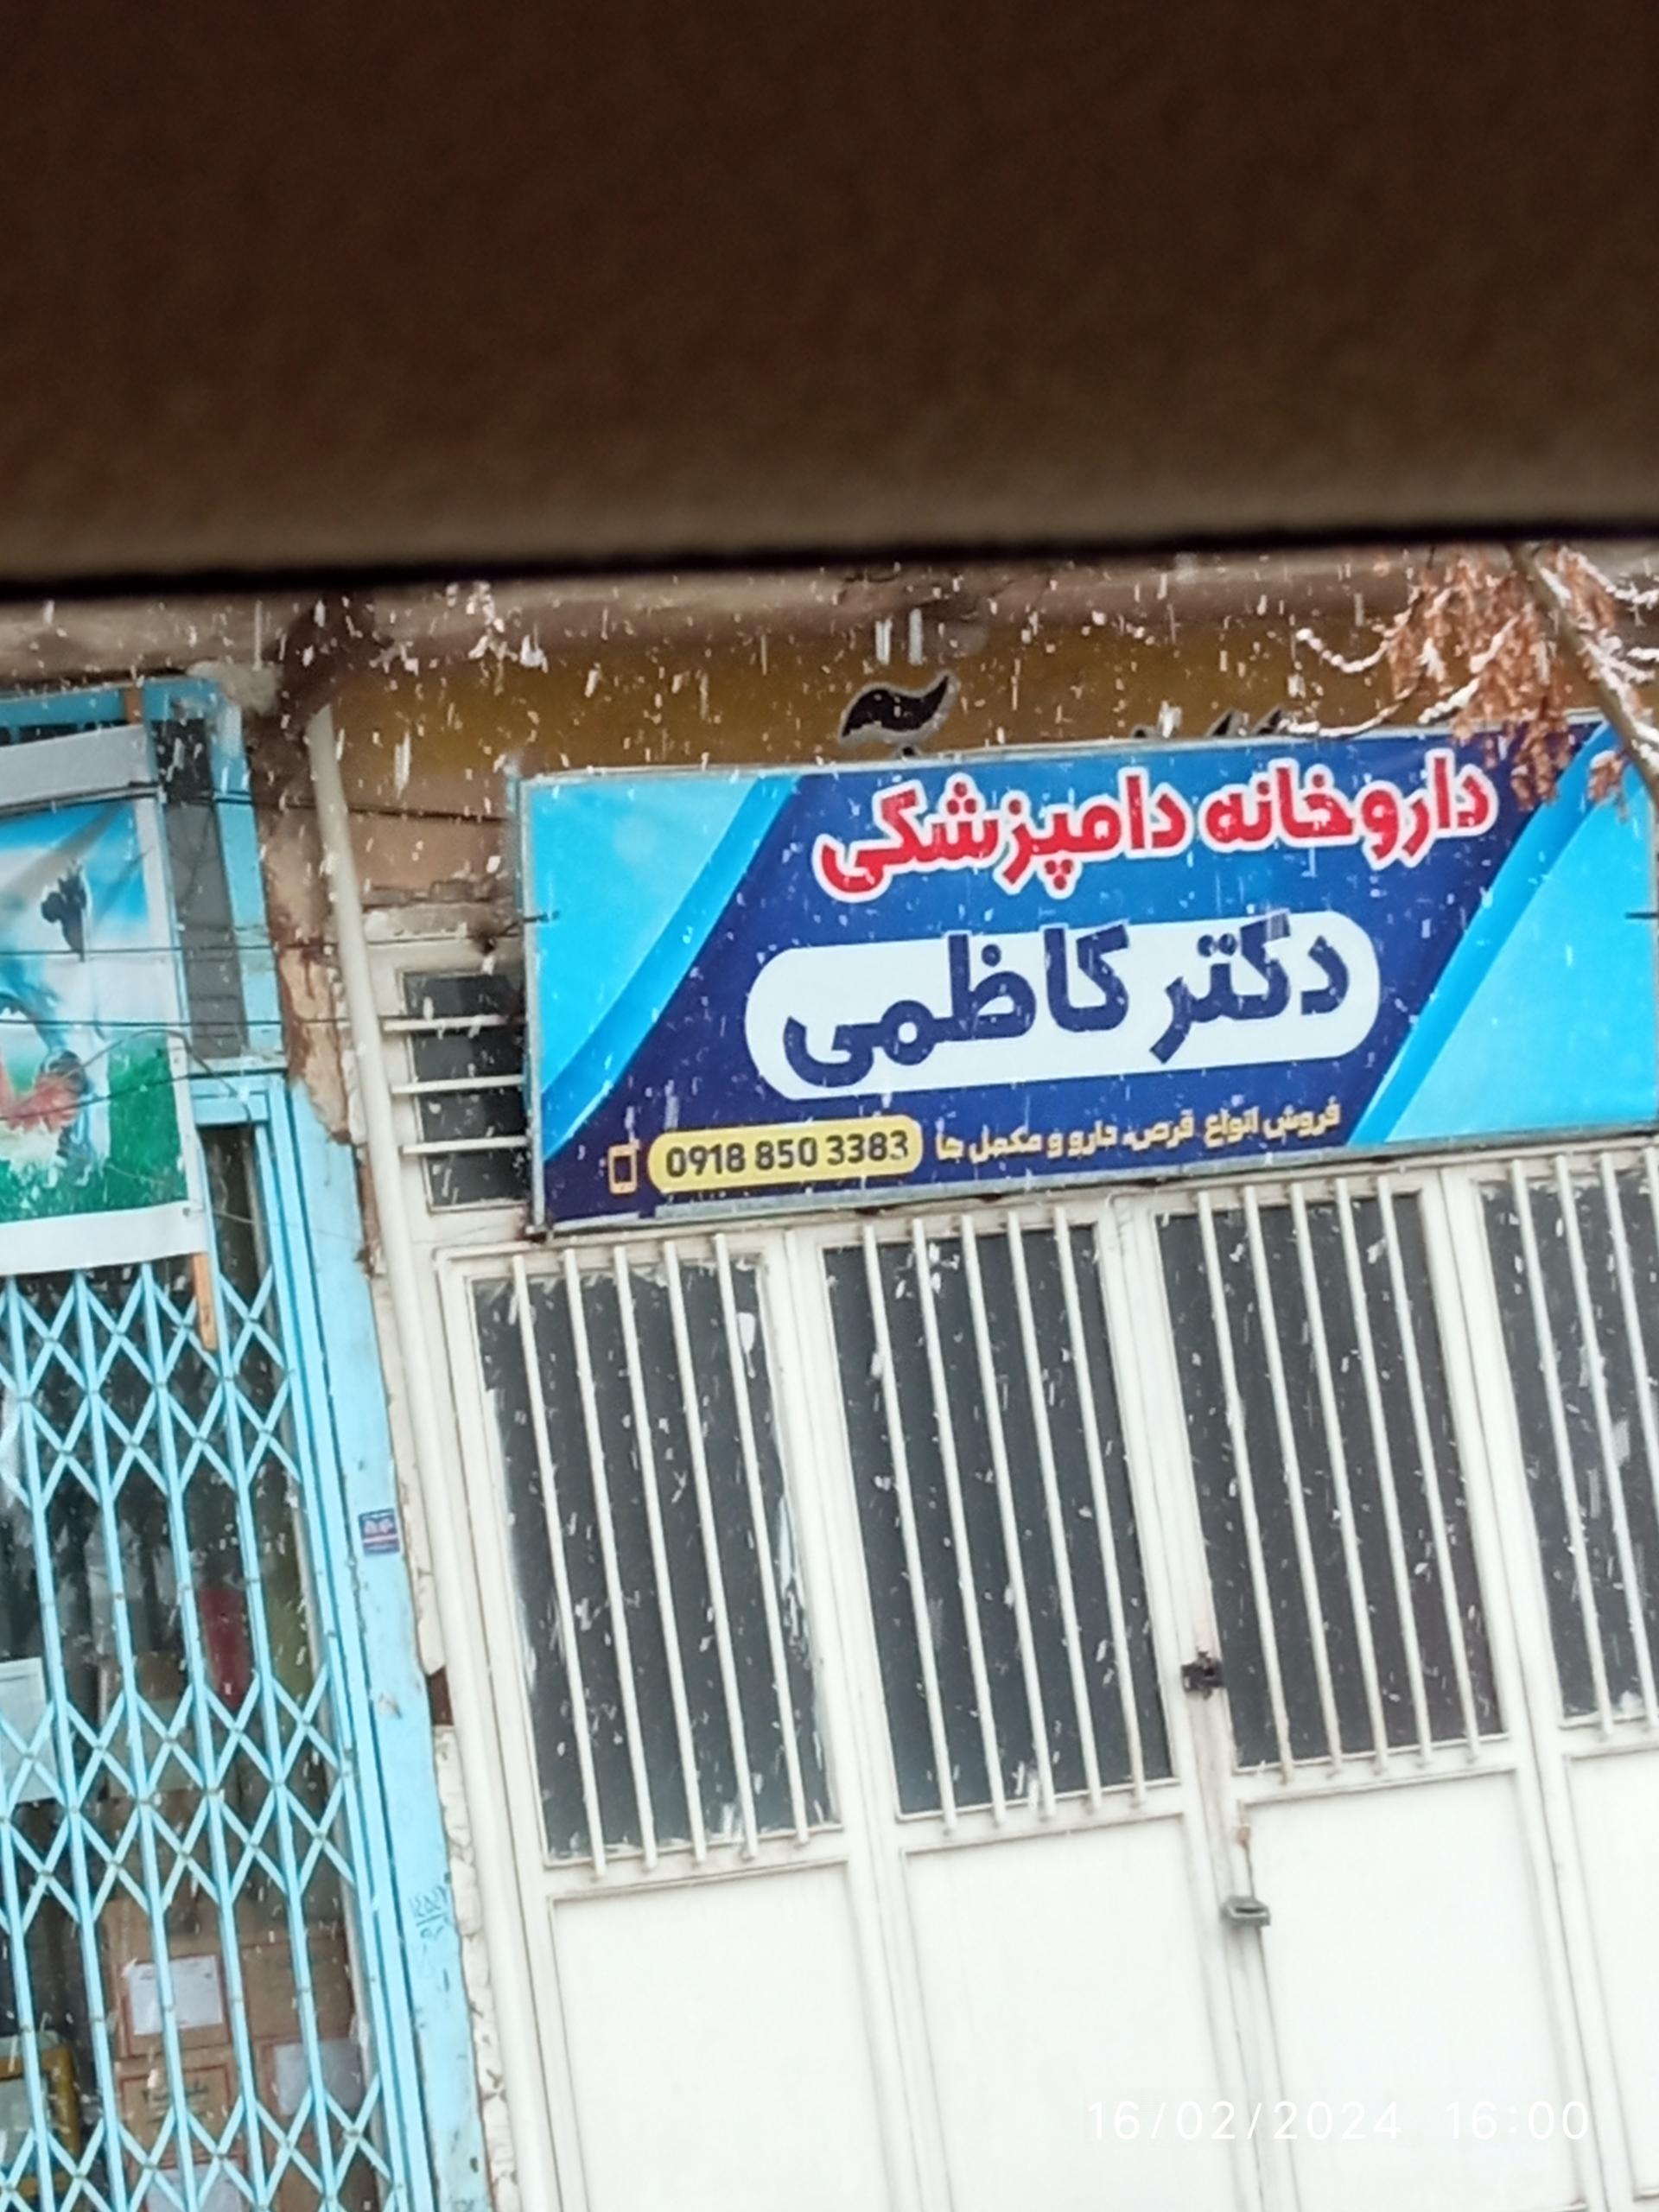 داروخانه دامپزشکی
دکتر کاظمی
فروش انواع قرص، دارو و مکمل ها
0918 850 3383
16/02/2024 16:00